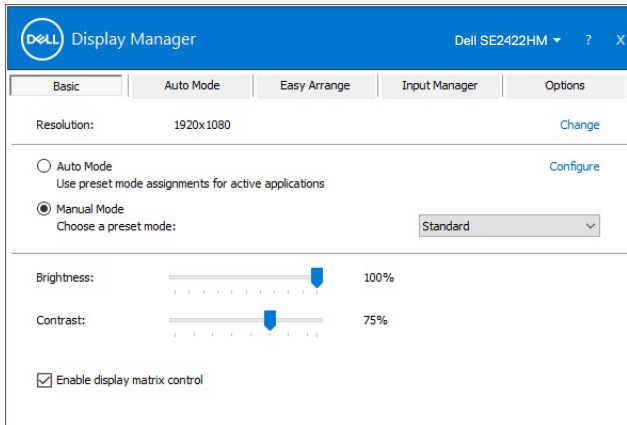 DELL Display Manager Dell SE2422HM ? X
Basic Auto Mode Easy Arrange Input Manager Options
Resolution: 1920x1080 Change
Auto Mode Configure
Use preset mode assignments for active applications
Manual Mode
Choose a preset mode: Standard
Brightness: 100%
Contrast: 75%
Enable display matrix control